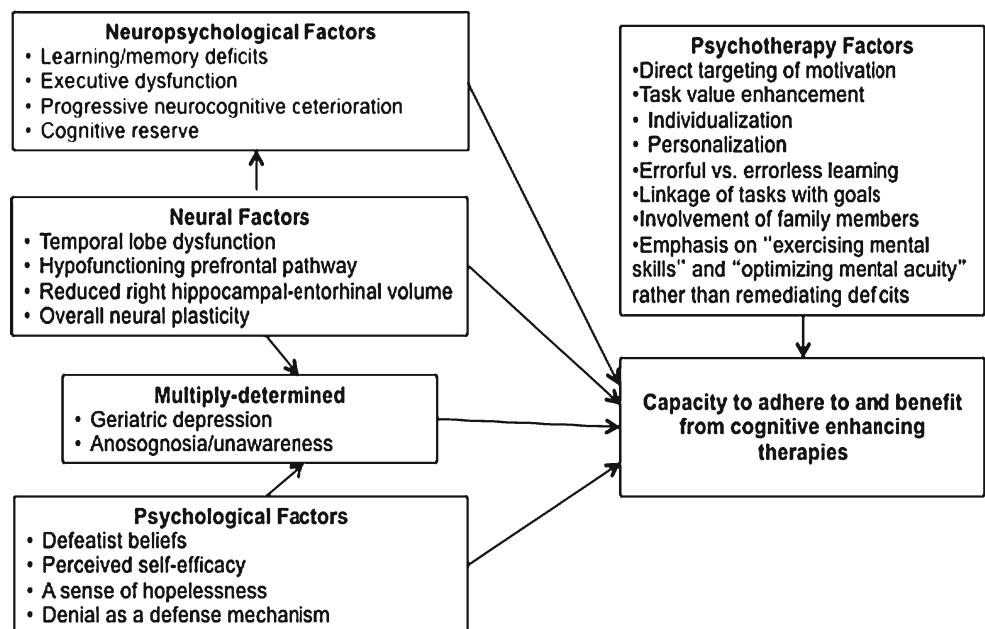 Neuropsychological Factors
• Learning/memory deficits
• Executive dysfunction
• Progressive neurocognitive ceterioration
• Cognitive reserve
Neural Factors
• Temporal lobe dysfunction
• Hypofunctioning prefrontal pathway
• Reduced right hippocampal-entorhinal volume
• Overall neural plasticity
Multiply-determined
• Geriatric depression
• Anosognosia/unawareness
Psychological Factors
• Defeatist beliefs
• Perceived self-efficacy
• A sense of hopelessness
• Denial as a defense mechanism
Psychotherapy Factors
•Direct targeting of motivation
•Task value enhancement
• Individualization
• Personalization
•Errorful vs. errorless learning
•Linkage of tasks with goals
•Involvement of family members
•Emphasis on "exercising mental
skills" and "optimizing mental acuity"
rather than remediating defcits
Capacity to adhere to and benefit
from cognitive enhancing
therapies